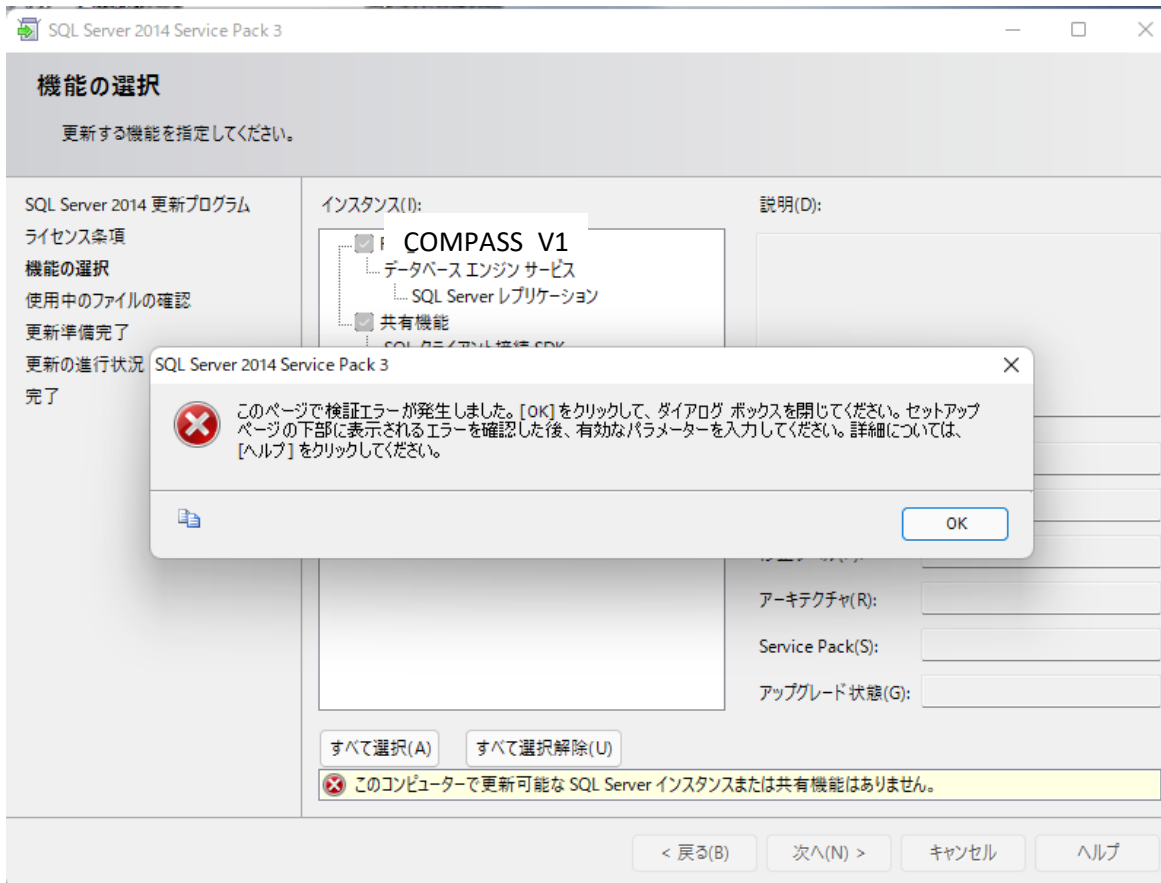 SQL Server 2014 Service Pack 3
機能の選択
更新する機能を指定してください。
SQL Server 2014 更新プログラム
ライセンス条項
機能の選択
使用中のファイルの確認
更新準備完了
更新の進行状況
完了
インスタンス(I):
COMPASS V1
データベース エンジン サービス
SQL Server レプリケーション
共有機能
SQL クライアント接続 SDK
説明(D):
SQL Server 2014 Service Pack 3
このページで検証エラーが発生しました。[OK] をクリックして、ダイアログ ボックスを閉じてください。セットアップ
ページの下部に表示されるエラーを確認した後、有効なパラメーターを入力してください。詳細については、
[ヘルプ] をクリックしてください。
OK
アーキテクチャ(R):
Service Pack(S):
アップグレード状態(G):
すべて選択(A)
すべて選択解除(U)
このコンピューターで更新可能な SQL Server インスタンスまたは共有機能はありません。
< 戻る(B)
次へ(N) >
キャンセル
ヘルプ